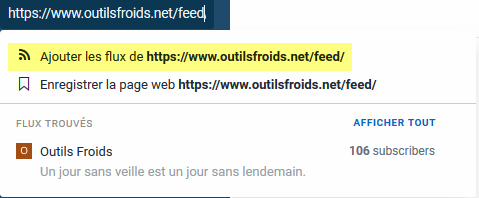 https://www.outilsfroids.net/feed
Ajouter les flux de https://www.outilsfroids.net/feed/
Enregistrer la page web https://www.outilsfroids.net/feed/
FLUX TROUVÉS AFFICHER TOUT
O Outils Froids 106 subscribers
Un jour sans veille est un jour sans lendemain.